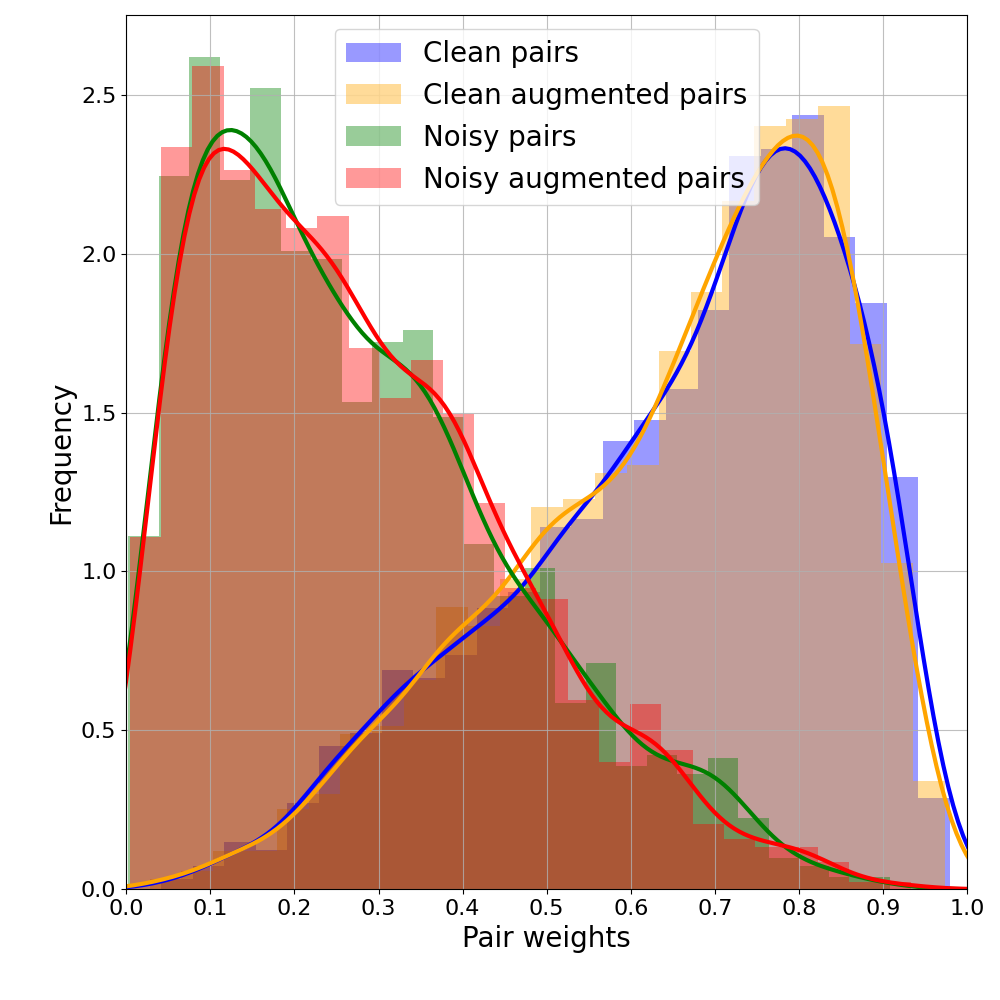 Clean pairs
Clean augmented pairs
Noisy pairs
Noisy augmented pairs
Frequency
2.5
2.0
1.5
1.0
0.5
0.0
0.0 0.1 0.2 0.3 0.4 0.5 0.6 0.7 0.8 0.9 1.0
Pair weights